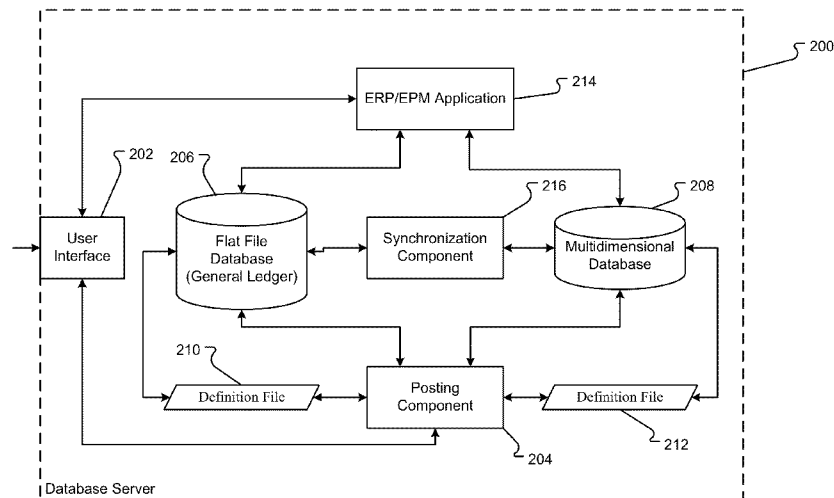 200
ERP/EPM Application
214
202
206
216
208
User
Interface
Flat File
Database
(General Ledger)
Synchronization
Component
Multidimensional
Database
210
Definition File
Posting
Component
Definition File
204
212
Database Server